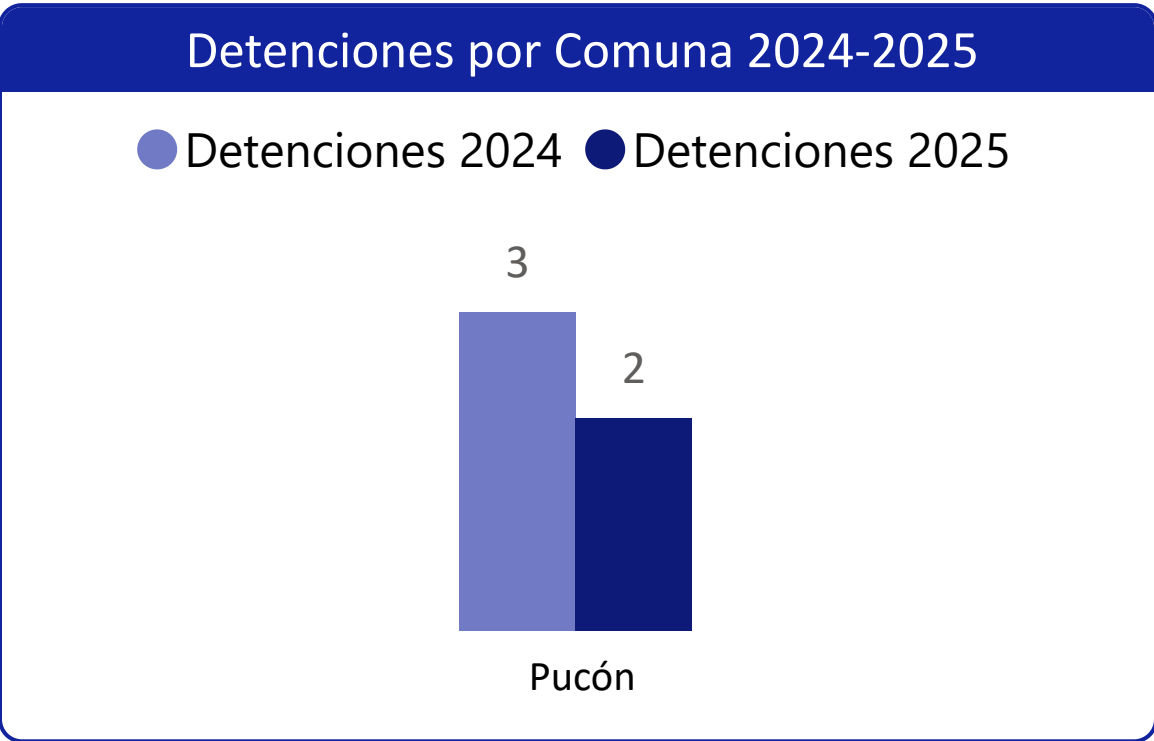 Detenciones por Comuna 2024-2025
Detenciones 2024 Detenciones 2025
3
2
Pucón